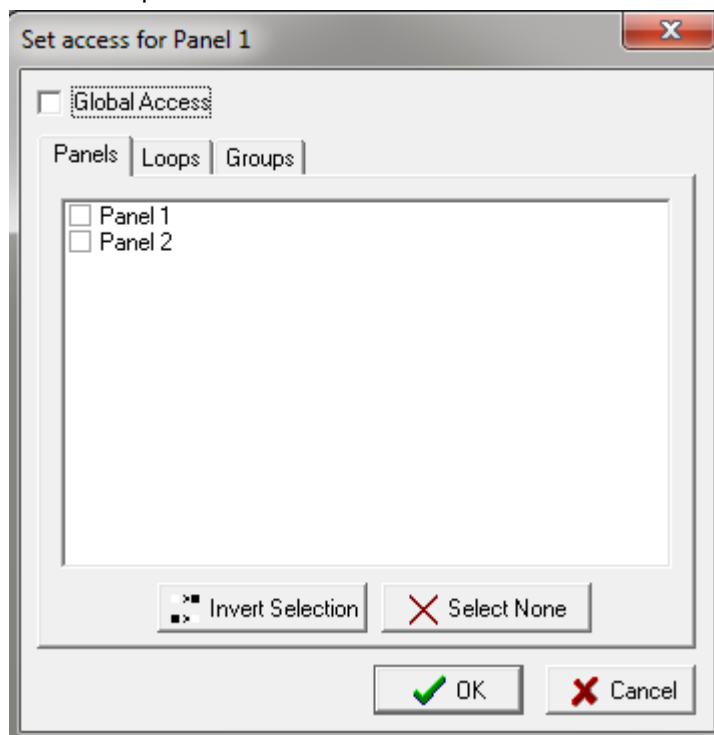 Set access for Panel 1
Global Access
Panels Loops Groups
Panel 1
Panel 2
Invert Selection Select None
OK Cancel